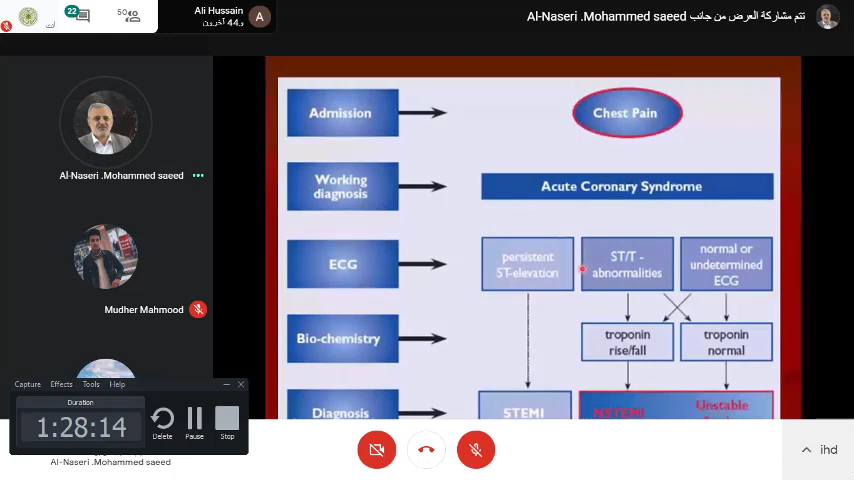 22
50
Ali Hussain
و 44 آخرون
A
تتم مشاركة العرض من جانب Al-Naseri .Mohammed saeed
أنت
Al-Naseri .Mohammed saeed
Mudher Mahmood
Admission
Chest Pain
Working
diagnosis
Acute Coronary Syndrome
ECG
persistent
ST-elevation
ST/T -
abnormalities
normal or
undetermined
ECG
Bio-chemistry
troponin
rise/fall
troponin
normal
Diagnosis
STEMI
NSTEMI
Unstable
Capture Effects Tools Help
Duration
1:28:14
Delete
Pause
Stop
Al-Naseri .Mohammed saeed
ihd